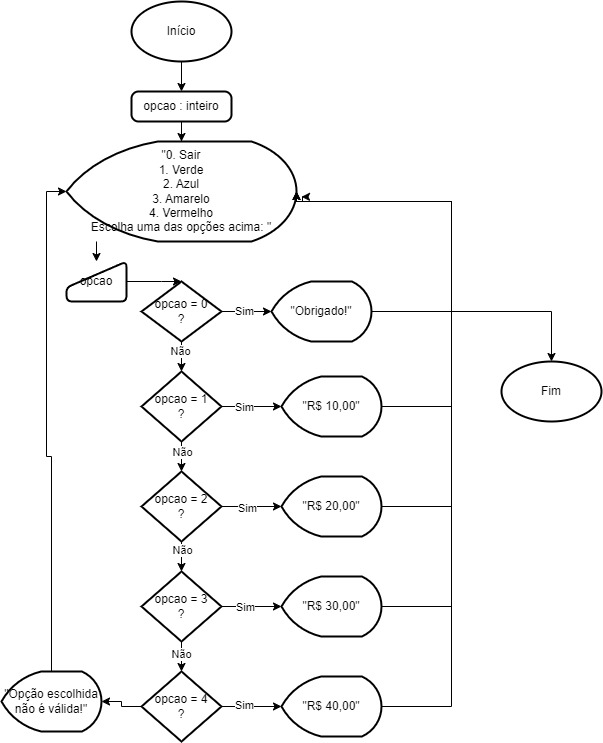 Início
opcao : inteiro
"0. Sair
1. Verde
2. Azul
3. Amarelo
4. Vermelho
Escolha uma das opções acima: "
opcao
opcao = 0
?
Sim
"Obrigado!"
Não
Fim
opcao = 1
?
Sim
"R$ 10,00"
Não
opcao = 2
?
Sim
"R$ 20,00"
Não
opcao = 3
?
Sim
"R$ 30,00"
Não
opcao = 4
?
Sim
"R$ 40,00"
"Opção escolhida
não é válida!"